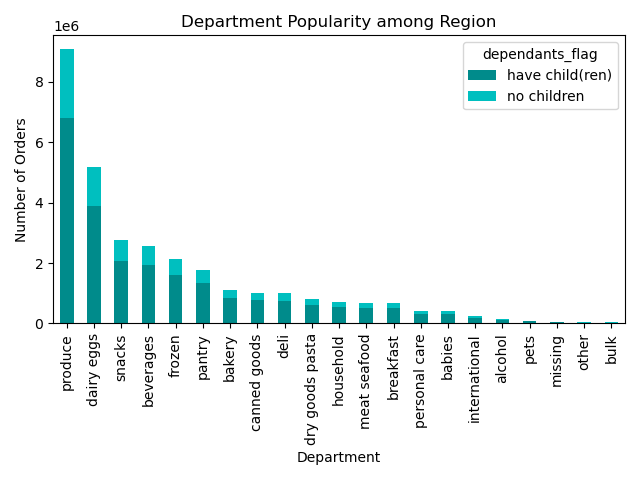 Department Popularity among Region
1e6
dependants_flag
have child(ren)
no children
Number of Orders
8
6
4
2
0
produce
dairy eggs
snacks
beverages
frozen
pantry
bakery
canned goods
deli
dry goods pasta
household
meat seafood
breakfast
personal care
babies
international
alcohol
pets
missing
other
bulk
Department